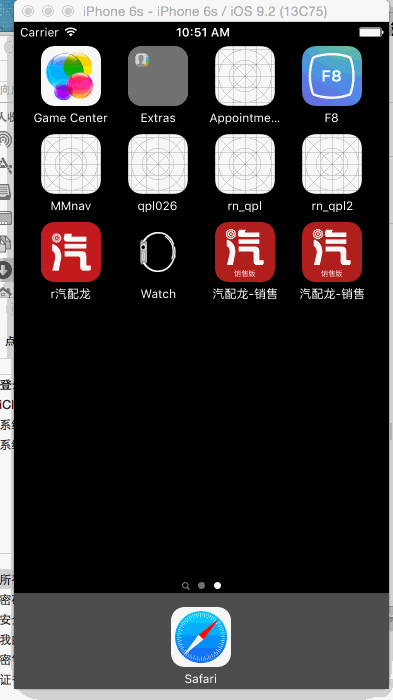 iPhone 6s - iPhone 6s / iOS 9.2 (13C75)
Carrier 10:51 AM
Game Center Extras Appointme... F8
F8
MMnav qpl026 rn_qpl rn_qpl2
汽 汽 汽
销售版 销售版
r汽配龙 Watch 汽配龙-销售 汽配龙-销售
Safari